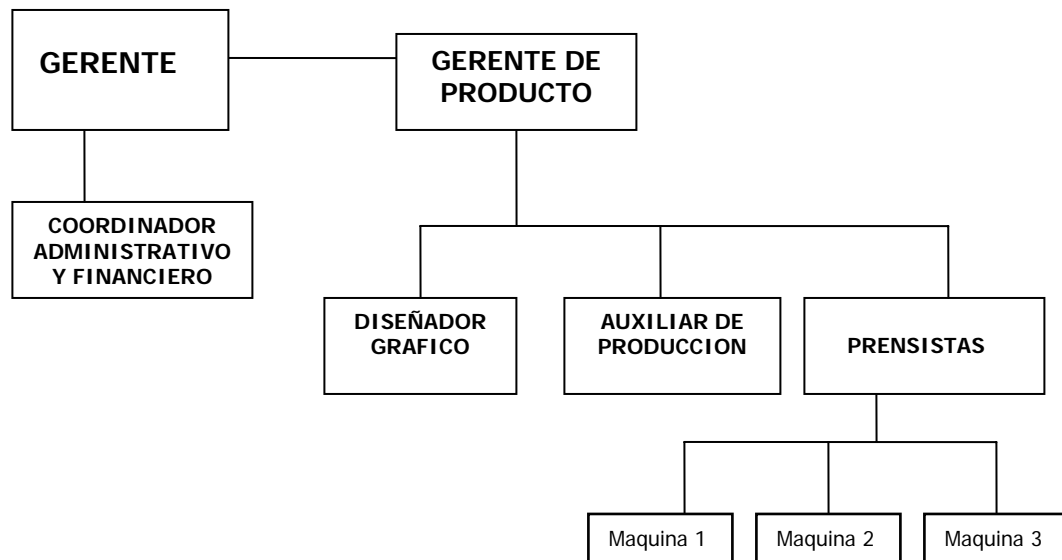 GERENTE
GERENTE DE
PRODUCTO
COORDINADOR
ADMINISTRATIVO
Y FINANCIERO
DISEÑADOR
GRAFICO
AUXILIAR DE
PRODUCCION
PRENSISTAS
Maquina 1
Maquina 2
Maquina 3